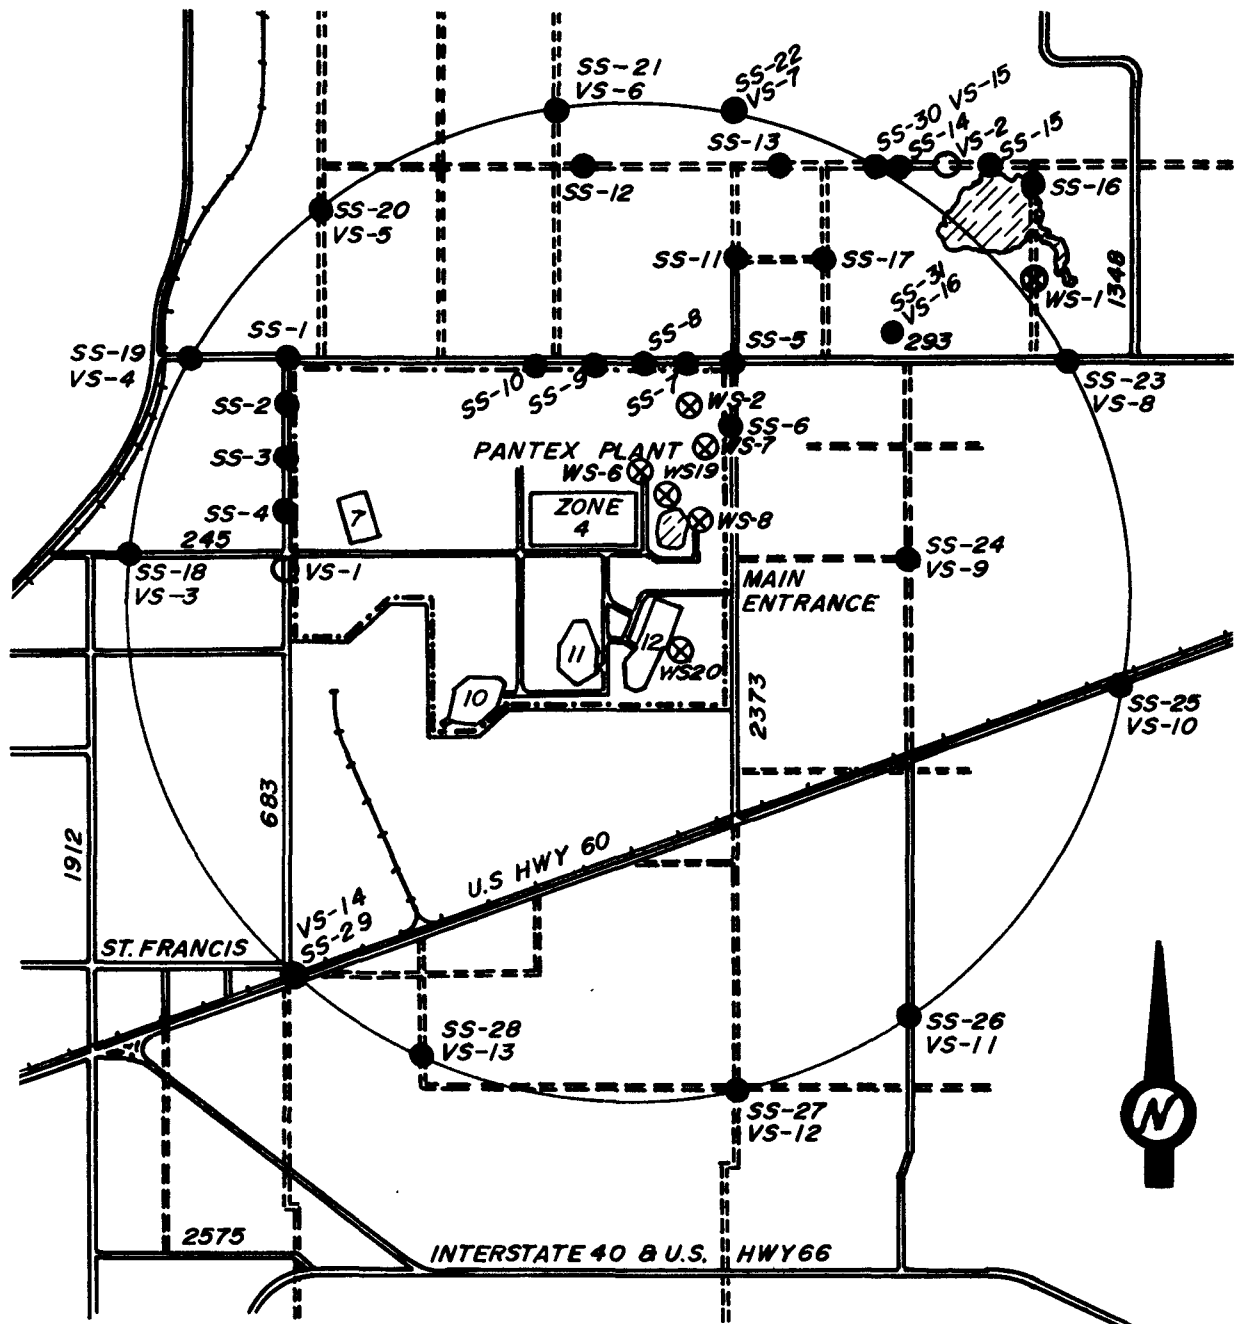 SS-21
VS-6
SS-22
VS-7
SS-30 VS-15
SS-14
VS-2
SS-15
SS-13
SS-12
SS-16
SS-20
VS-5
SS-11
SS-17
SS-31
VS-16
WS-1
1348
293
SS-19
VS-4
SS-1
SS-8
SS-5
SS-10
SS-9
SS-7
SS-23
VS-8
SS-2
WS-2
SS-6
SS-3
PANTEX PLANT
WS-7
WS-6
WS19
SS-4
7
ZONE
4
WS-8
245
SS-18
VS-3
VS-1
SS-24
VS-9
MAIN
ENTRANCE
11
12
WS20
10
2373
SS-25
VS-10
683
1912
U.S HWY 60
VS-14
SS-29
ST. FRANCIS
SS-28
VS-13
SS-26
VS-11
SS-27
VS-12
N
2575
INTERSTATE 40 & U.S. HWY 66